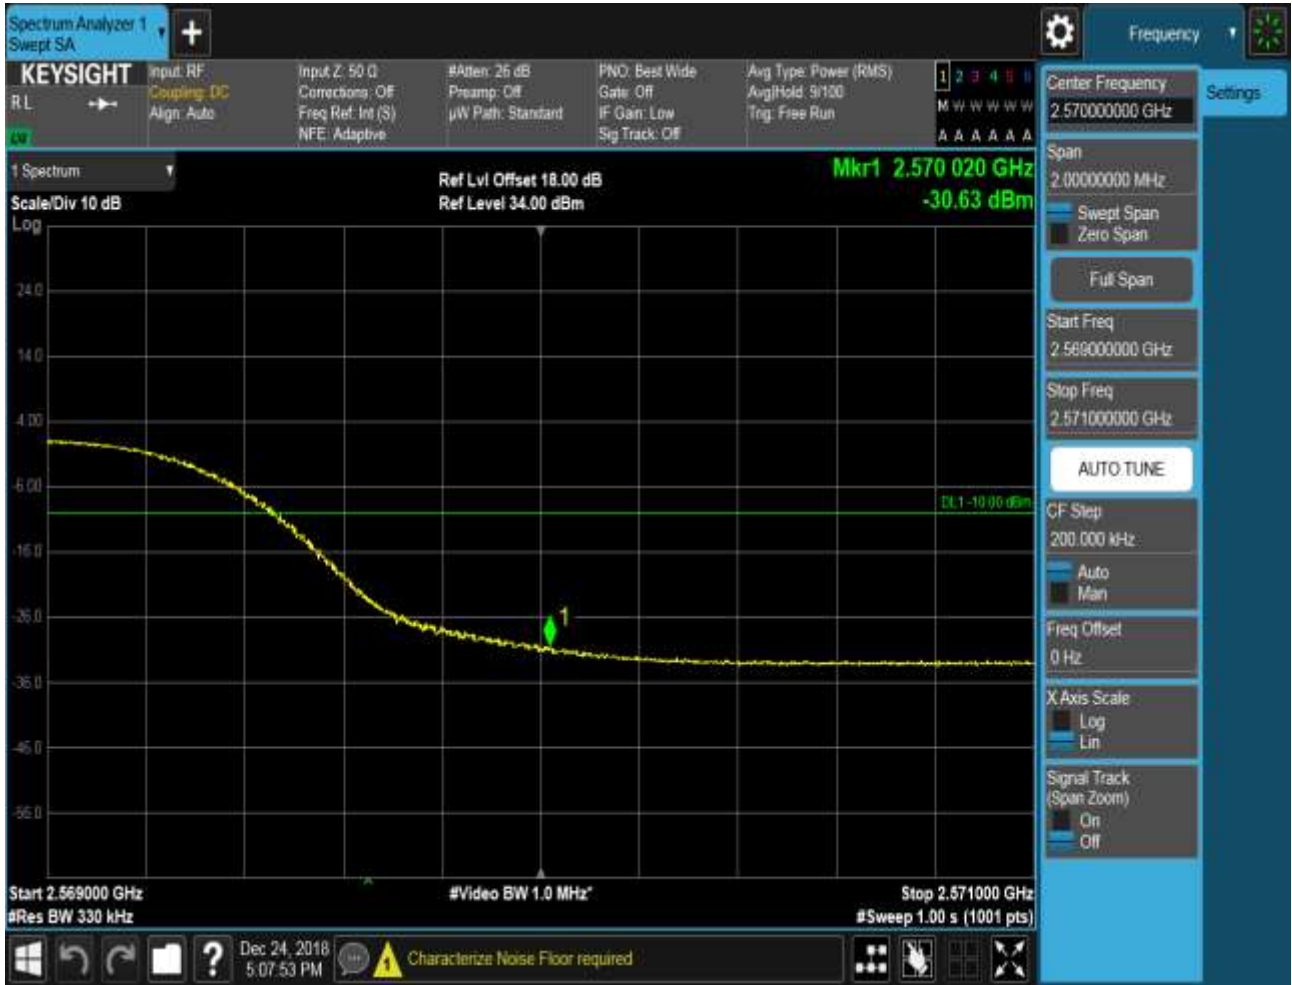 Spectrum Analyzer 1
Swept SA
+
Frequency
KEYSIGHT
RL
LW
Input: RF
Coupling: DC
Align: Auto
Input Z: 50 Ω
Corrections: Off
Freq Ref: Int (S)
NFE: Adaptive
#Atten: 26 dB
Preamp: Off
µW Path: Standard
PNO: Best Wide
Gate: Off
IF Gain: Low
Sig Track: Off
Avg Type: Power (RMS)
Avg|Hold: 9/100
Trig: Free Run
1 2 3 4 5 6
M W W W W W
A A A A A A
1 Spectrum
Scale/Div 10 dB
Log
Ref Lvl Offset 18.00 dB
Ref Level 34.00 dBm
Mkr1 2.570 020 GHz
-30.63 dBm
24.0
14.0
4.00
-6.00
-16.0
-26.0
-36.0
-46.0
-56.0
DL1 -10.00 dBm
1
Start 2.569000 GHz
#Res BW 330 kHz
#Video BW 1.0 MHz*
Stop 2.571000 GHz
#Sweep 1.00 s (1001 pts)
Center Frequency
2.570000000 GHz
Settings
Span
2.00000000 MHz
Swept Span
Zero Span
Full Span
Start Freq
2.569000000 GHz
Stop Freq
2.571000000 GHz
AUTO TUNE
CF Step
200.000 kHz
Auto
Man
Freq Offset
0 Hz
X Axis Scale
Log
Lin
Signal Track
(Span Zoom)
On
Off
?
Dec 24, 2018
5:07:53 PM
1
Characterize Noise Floor required